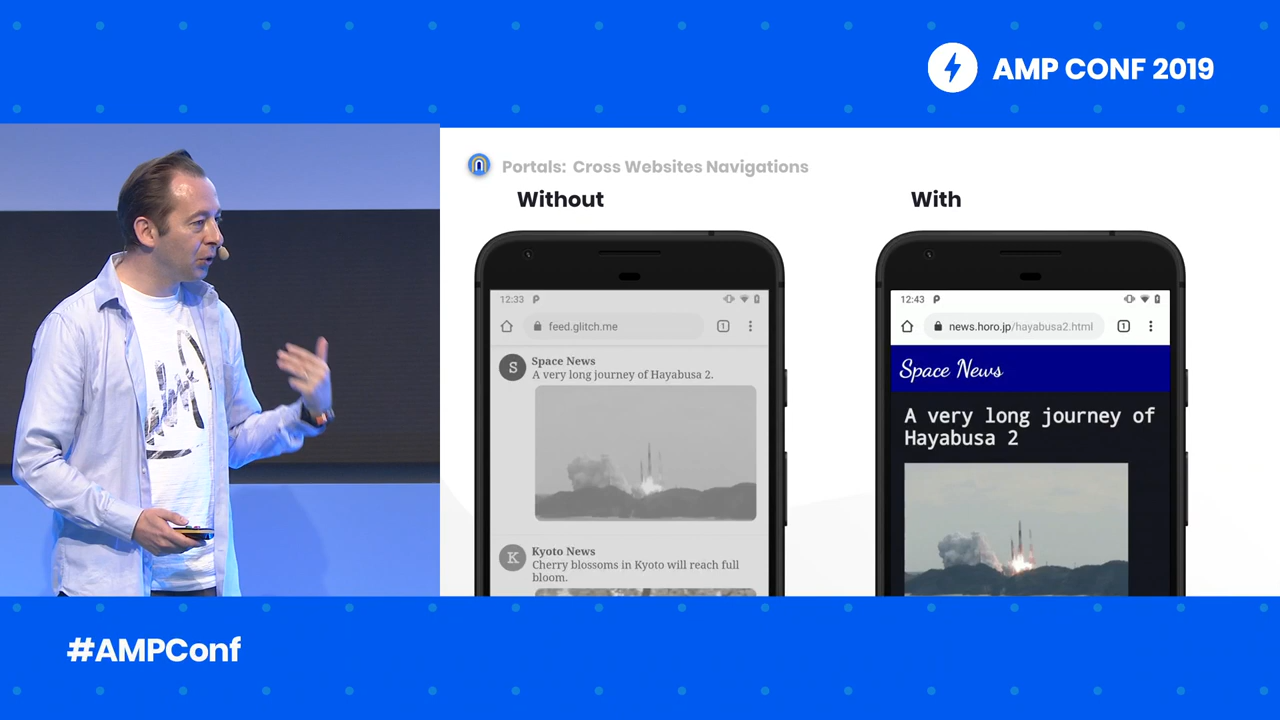 AMP CONF 2019
Portals: Cross Websites Navigations
Without
12:33
feed.glitch.me
1
S
Space News
A very long journey of Hayabusa 2.
K
Kyoto News
Cherry blossoms in Kyoto will reach full
bloom.
With
12:43
news.horo.jp/hayabusa2.html
1
Space News
A very long journey of
Hayabusa 2
#AMPConf